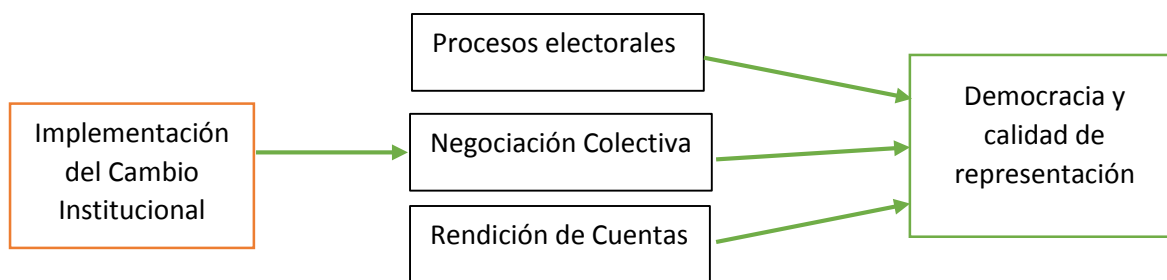 Procesos electorales
Implementación
del Cambio
Institucional
Negociación Colectiva
Rendición de Cuentas
Democracia y
calidad de
representación